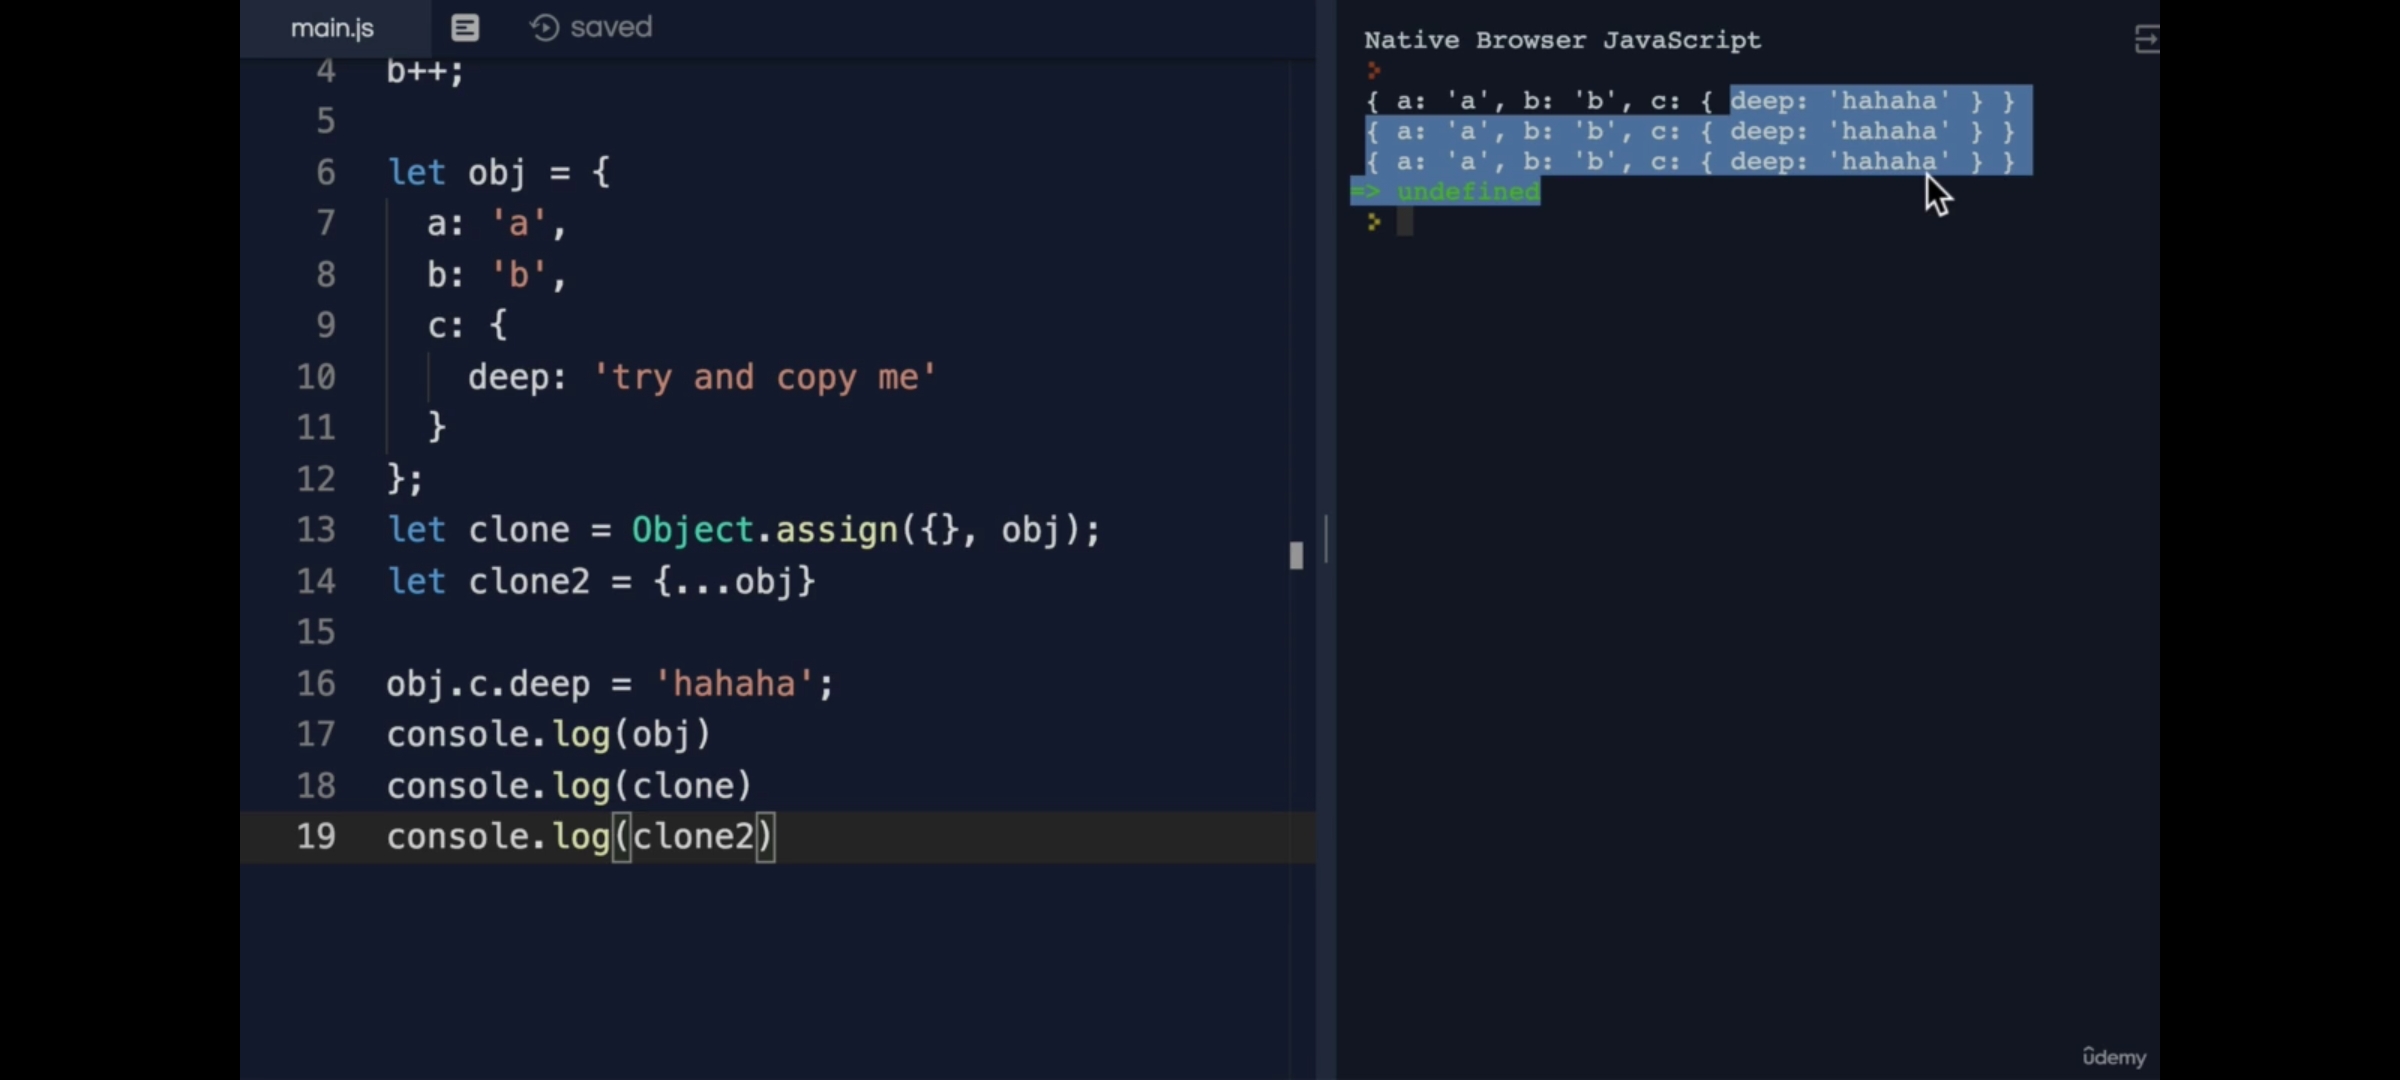 main.js
saved
4 b++;
5
6 let obj = {
7 a: 'a',
8 b: 'b',
9 c: {
10 deep: 'try and copy me'
11 }
12 };
13 let clone = Object.assign({}, obj);
14 let clone2 = {...obj}
15
16 obj.c.deep = 'hahaha';
17 console.log(obj)
18 console.log(clone)
19 console.log(clone2)
Native Browser JavaScript
>
{ a: 'a', b: 'b', c: { deep: 'hahaha' } }
{ a: 'a', b: 'b', c: { deep: 'hahaha' } }
{ a: 'a', b: 'b', c: { deep: 'hahaha' } }
=> undefined
>
ûdemy